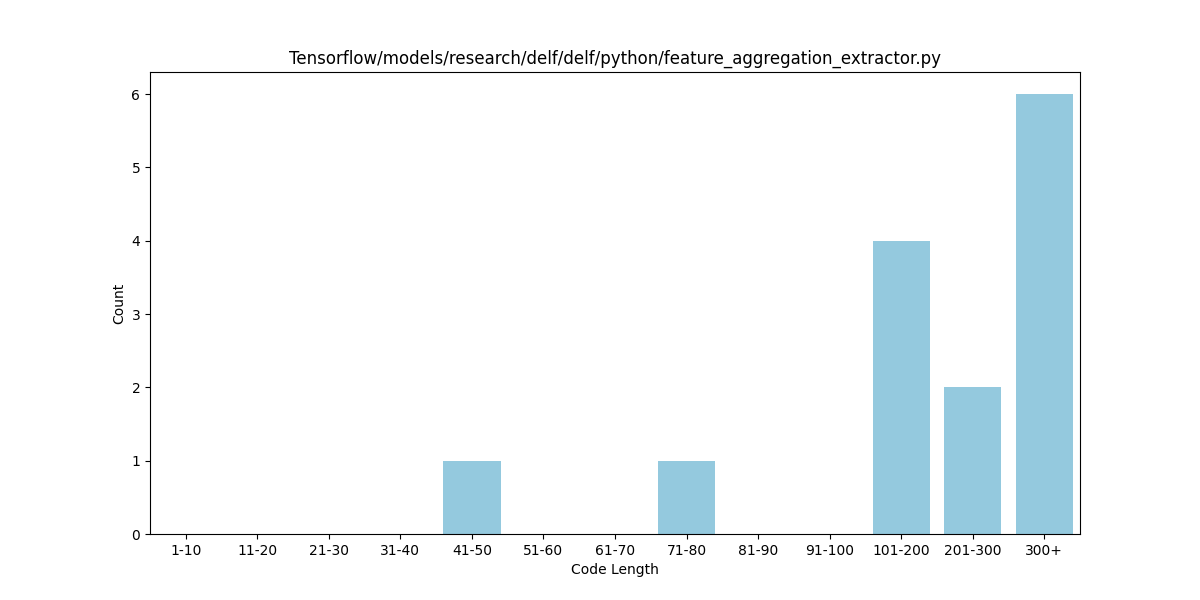 Tensorflow/models/research/delf/delf/python/feature_aggregation_extractor.py
6
5
4
3
2
1
0
Count
1-10 11-20 21-30 31-40 41-50 51-60 61-70 71-80 81-90 91-100 101-200 201-300 300+
Code Length